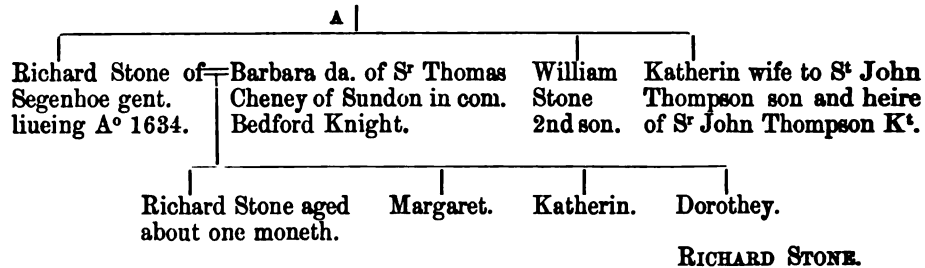 A
Richard Stone of
Segenhoe gent.
liueing Aº 1634.
Barbara da. of Sʳ Thomas
Cheney of Sundon in com.
Bedford Knight.
William
Stone
2nd son.
Katherin wife to Sᵗ John
Thompson son and heire
of Sʳ John Thompson Kᵗ.
Richard Stone aged
about one moneth.
Margaret.
Katherin.
Dorothey.
RICHARD STONE.